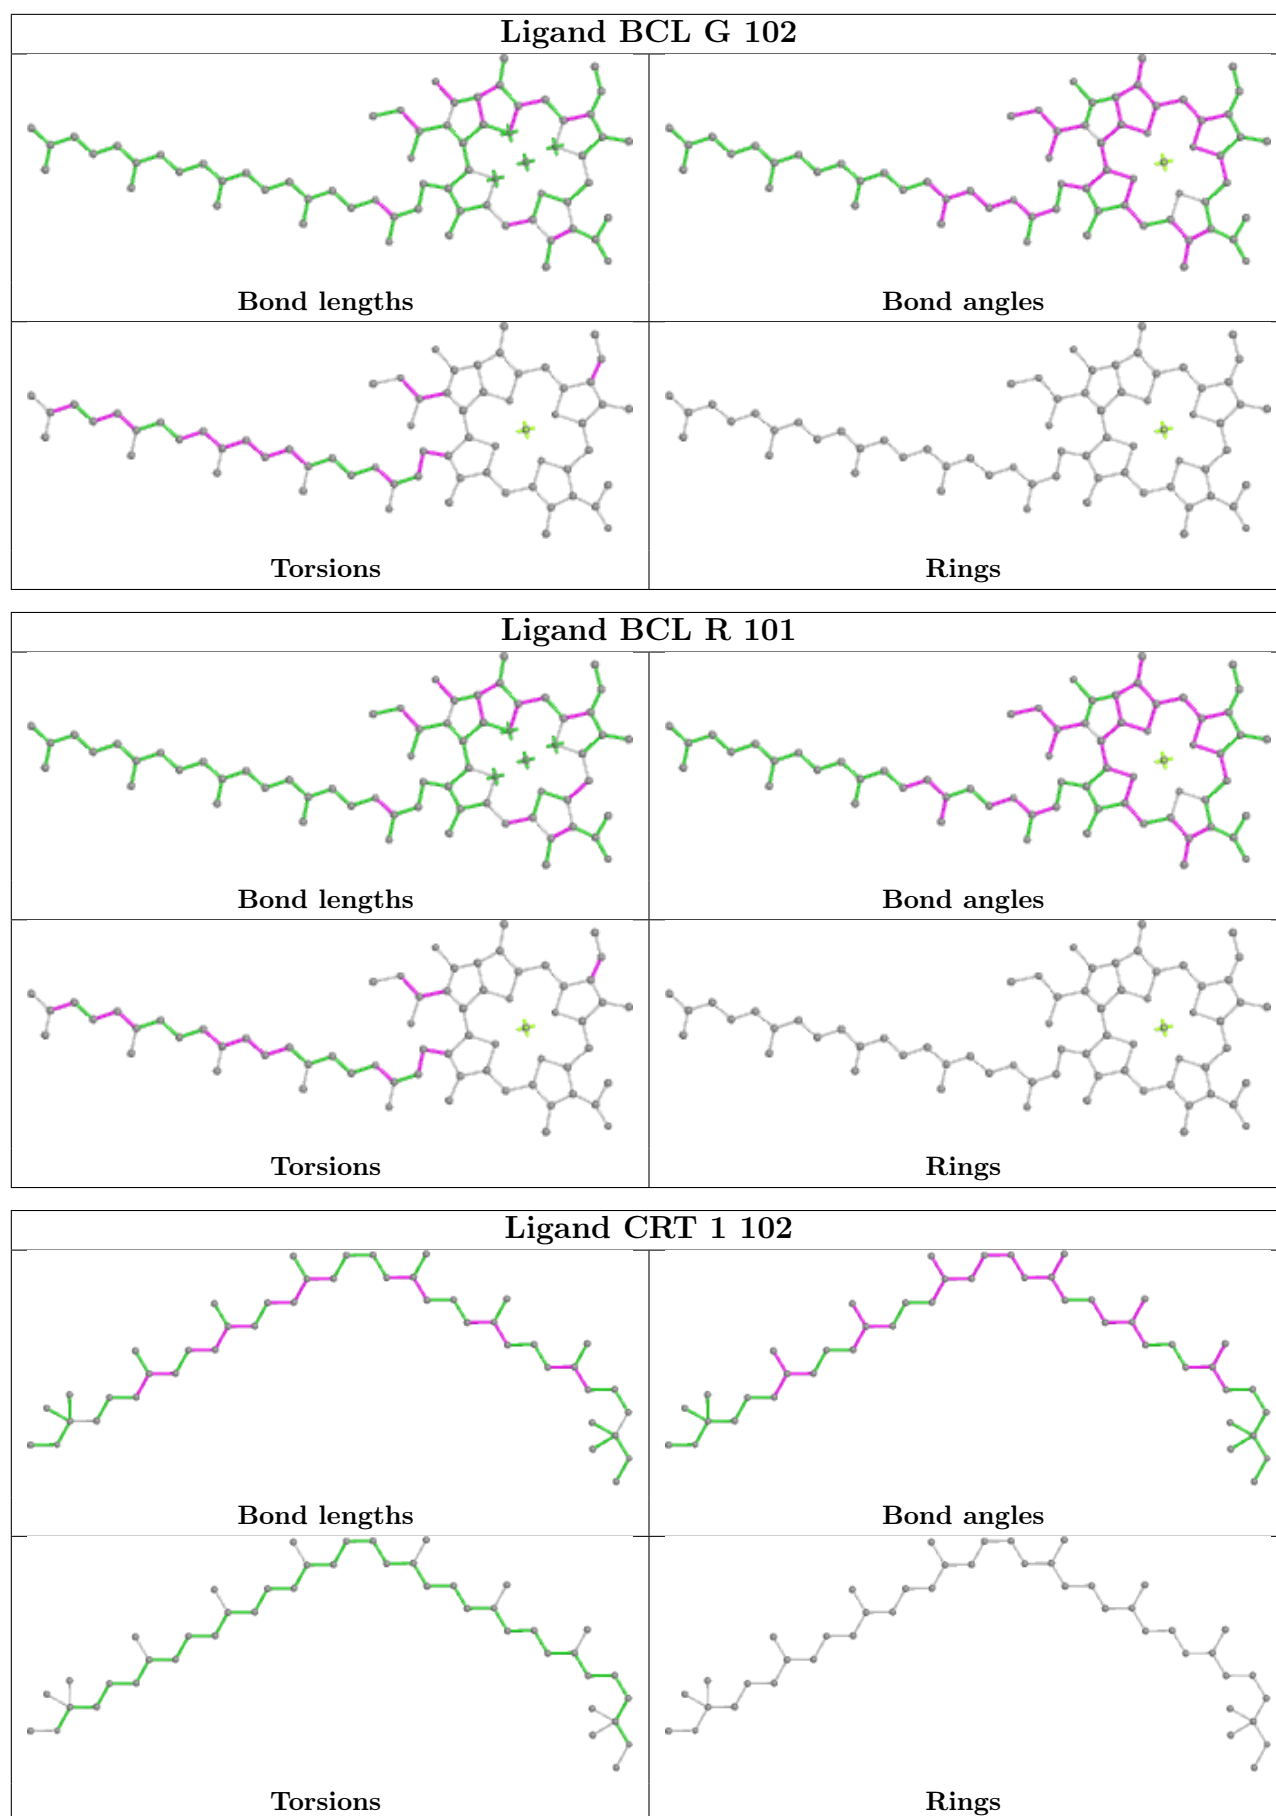 Ligand BCL G 102
Bond lengths
Bond angles
Torsions
Rings
Ligand BCL R 101
Bond lengths
Bond angles
Torsions
Rings
Ligand CRT 1 102
Bond lengths
Bond angles
Torsions
Rings